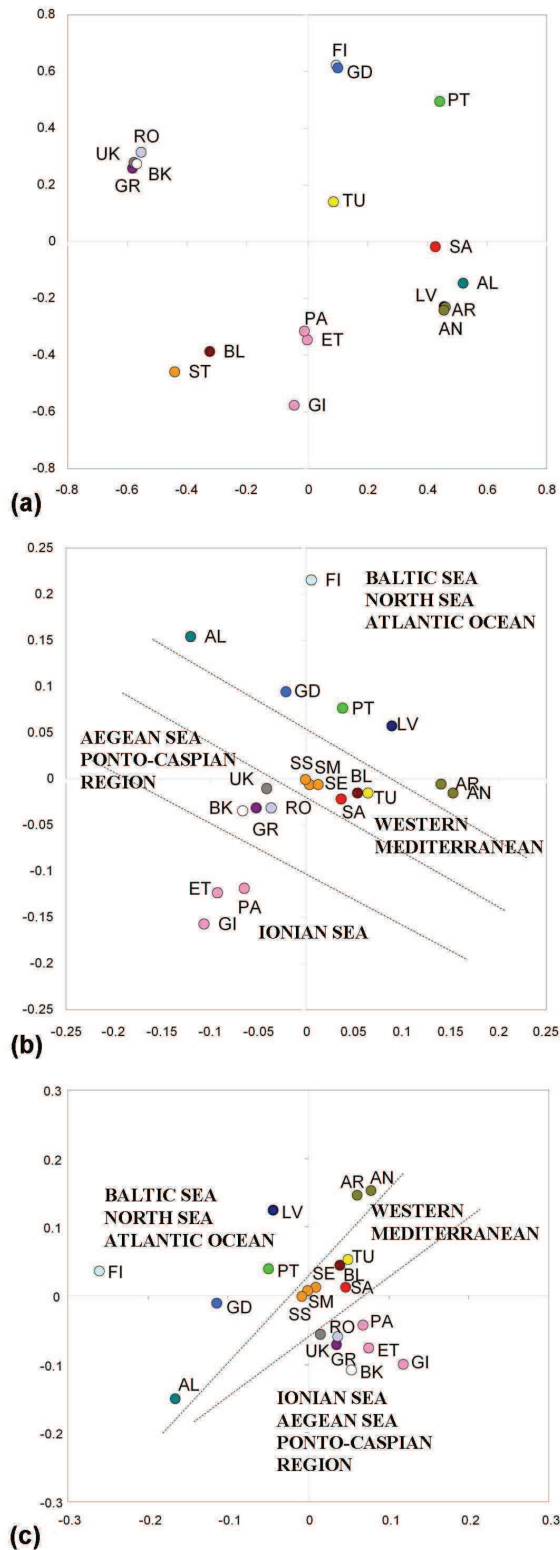 0.8
0.6
0.4
0.2
0
-0.2
-0.4
-0.6
-0.8
FI
GD
PT
RO
UK
BK
GR
TU
SA
AL
LV
AR
AN
PA
ET
BL
ST
GI
-0.8 -0.6 -0.4 -0.2 0 0.2 0.4 0.6 0.8
(a)
0.25
0.2
0.15
0.1
0.05
0
-0.05
-0.1
-0.15
-0.2
-0.25
FI
BALTIC SEA
NORTH SEA
ATLANTIC OCEAN
AL
GD
PT
LV
AEGEAN SEA
PONTO-CASPIAN
REGION
SS SM
SE
BL
AR
UK
TU
AN
BK
RO
SA
WESTERN
MEDITERRANEAN
GR
ET
PA
GI
IONIAN SEA
-0.25 -0.15 -0.05 0 0.05 0.15 0.25
(b)
0.3
0.2
0.1
0
-0.1
-0.2
-0.3
BALTIC SEA
NORTH SEA
ATLANTIC OCEAN
AR AN
LV
WESTERN
MEDITERRANEAN
FI
PT
SE
TU
BL
GD
SM
SA
SS
RO
PA
UK
GR
ET
BK
GI
AL
IONIAN SEA
AEGEAN SEA
PONTO-CASPIAN
REGION
-0.3 -0.2 -0.1 0 0.1 0.2 0.3
(c)